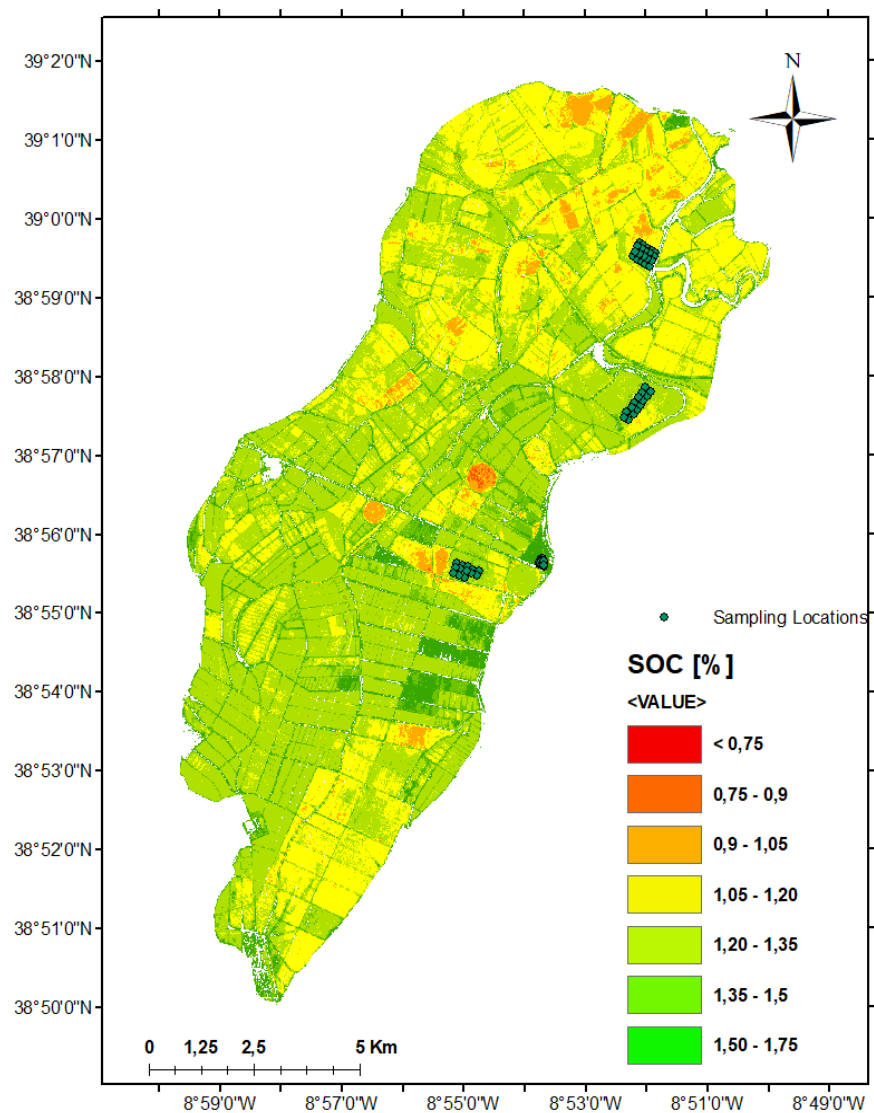 39°2'0"N
N
39°1'0"N
39°0'0"N
38°59'0"N
38°58'0"N
38°57'0"N
38°56'0"N
38°55'0"N
Sampling Locations
SOC [%]
38°54'0"N
<VALUE>
< 0,75
38°53'0"N
0,75 - 0,9
38°52'0"N
0,9 - 1,05
1,05 - 1,20
38°51'0"N
1,20 - 1,35
1,35 - 1,5
38°50'0"N
1,50 - 1,75
0 1,25 2,5 5 Km
8°59'0"W 8°57'0"W 8°55'0"W 8°53'0"W 8°51'0"W 8°49'0"W